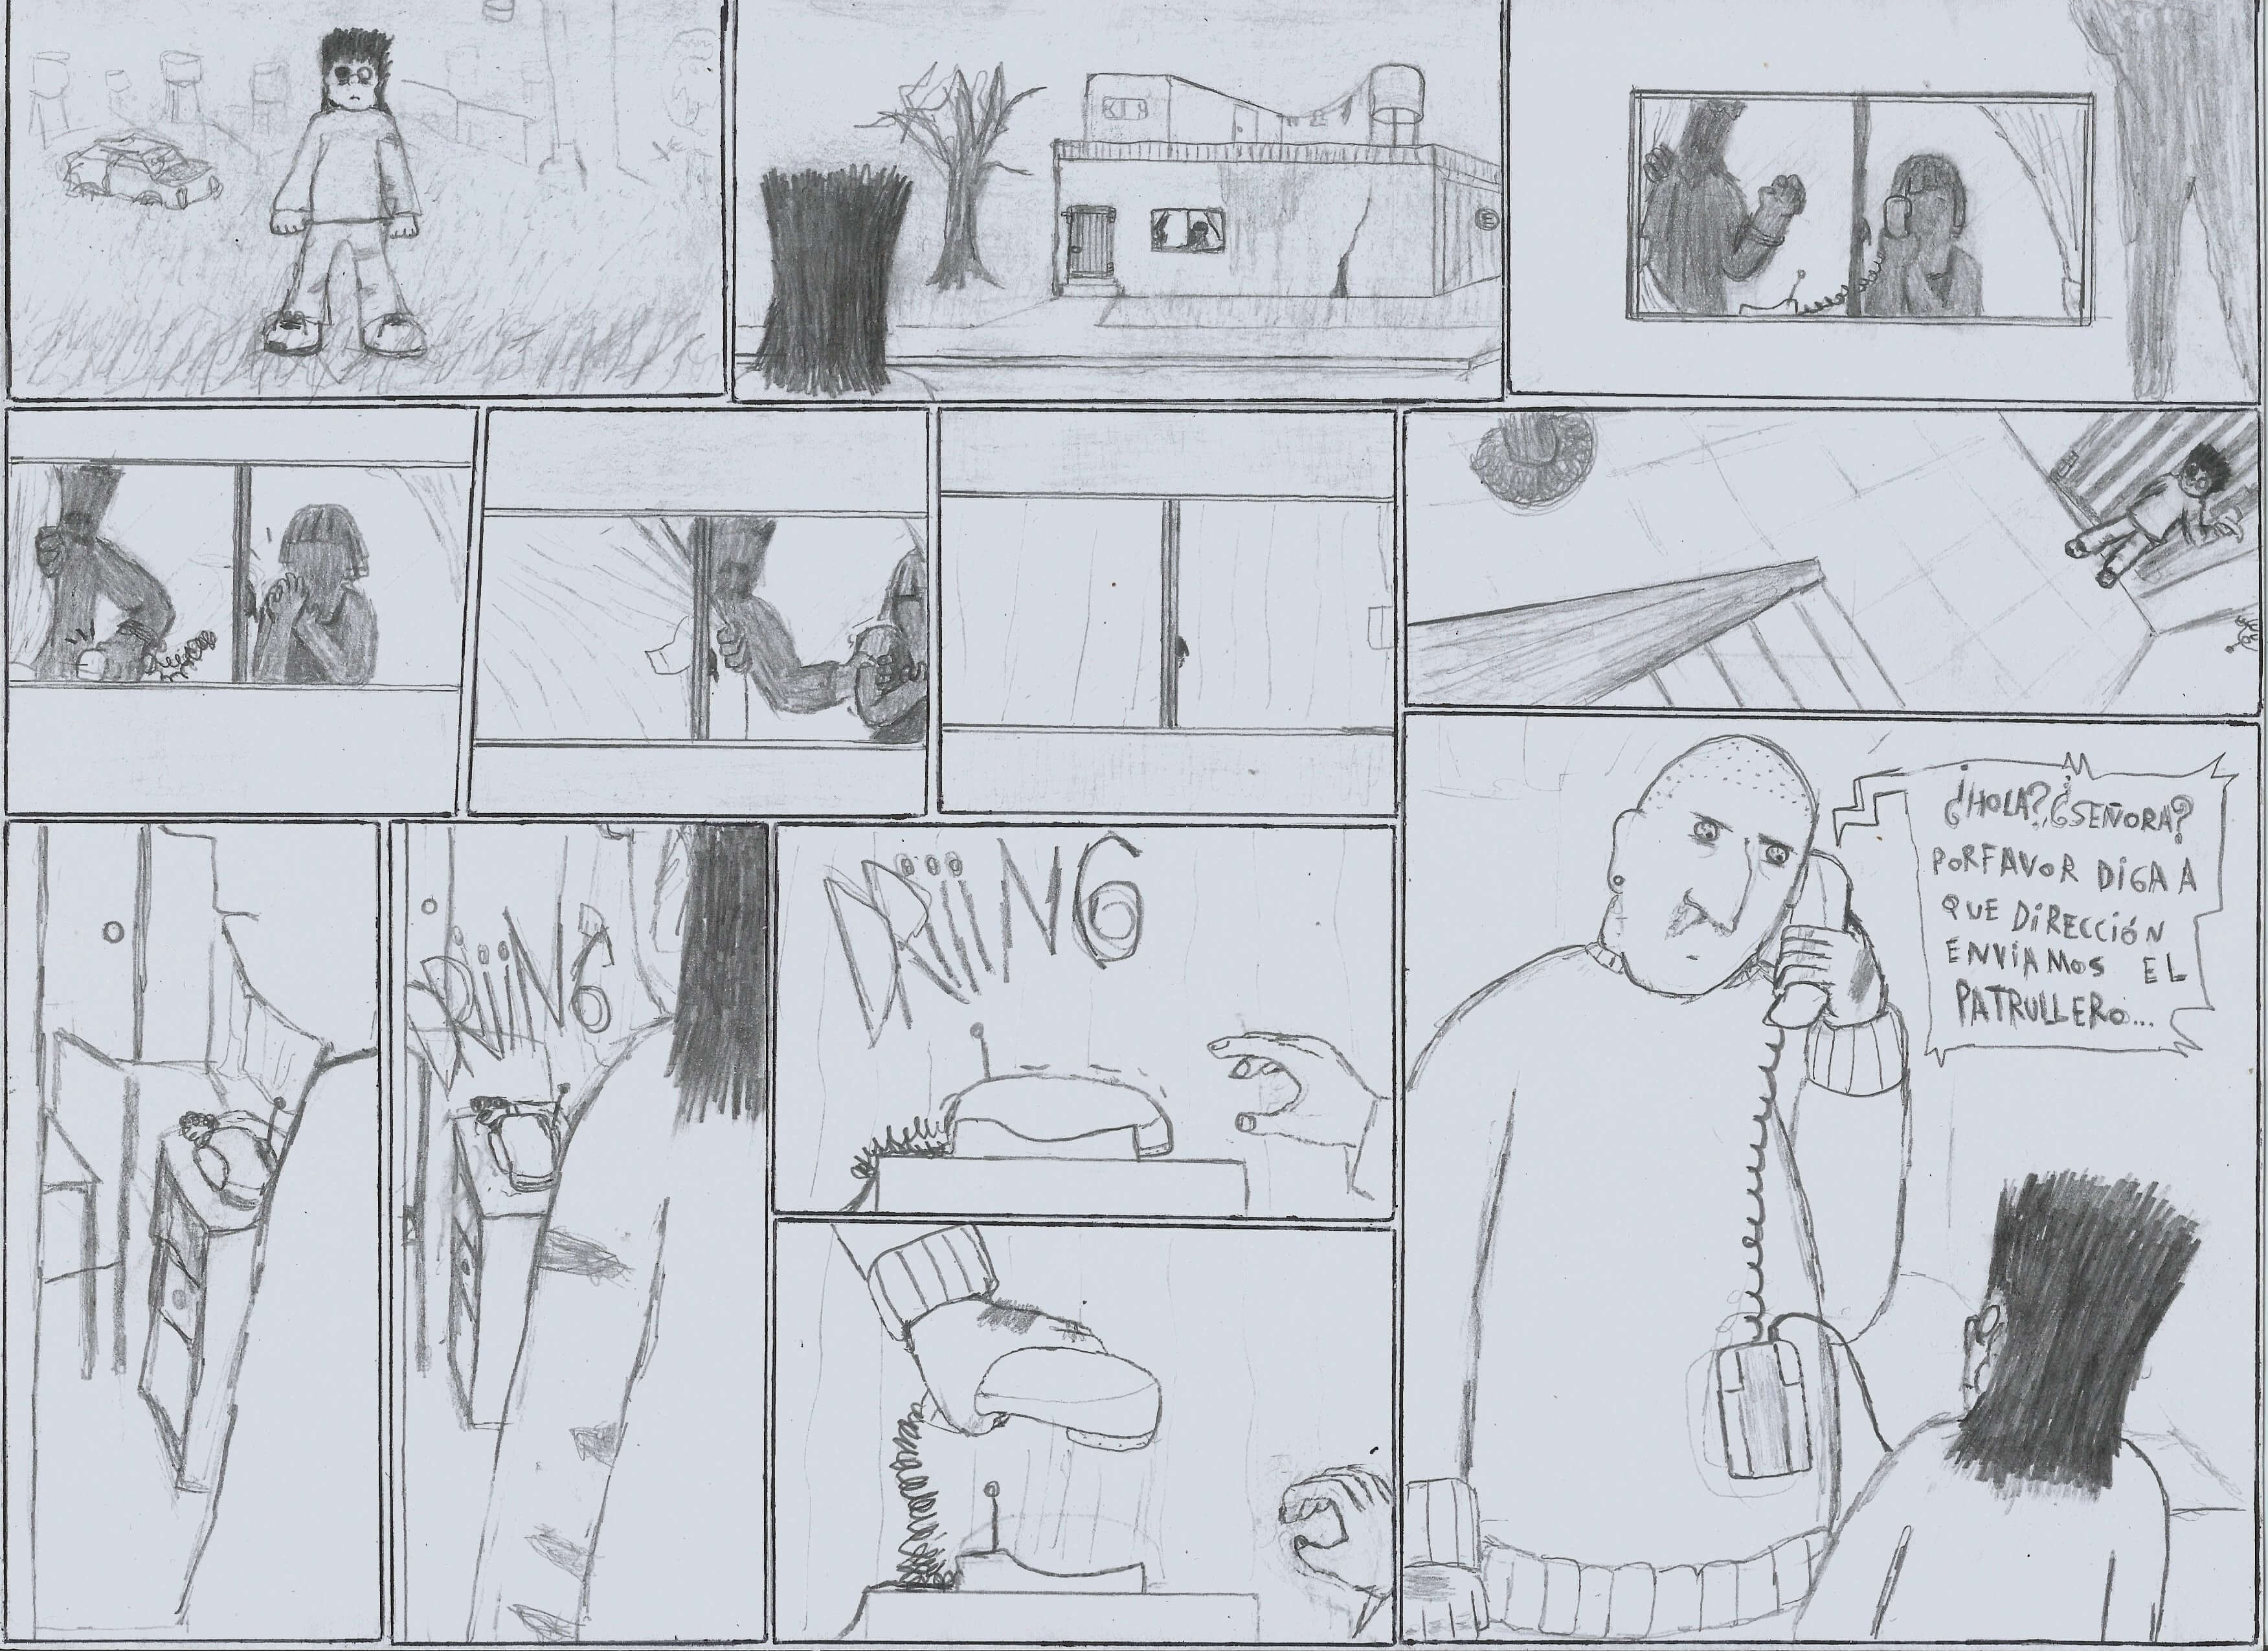 E
DRiiiNG
DRiiiNG
¿HOLA?¿SEÑORA?
PORFAVOR DiGA A
QUE DiRECCIÓN
ENViAMOS EL
PATRULLERO...